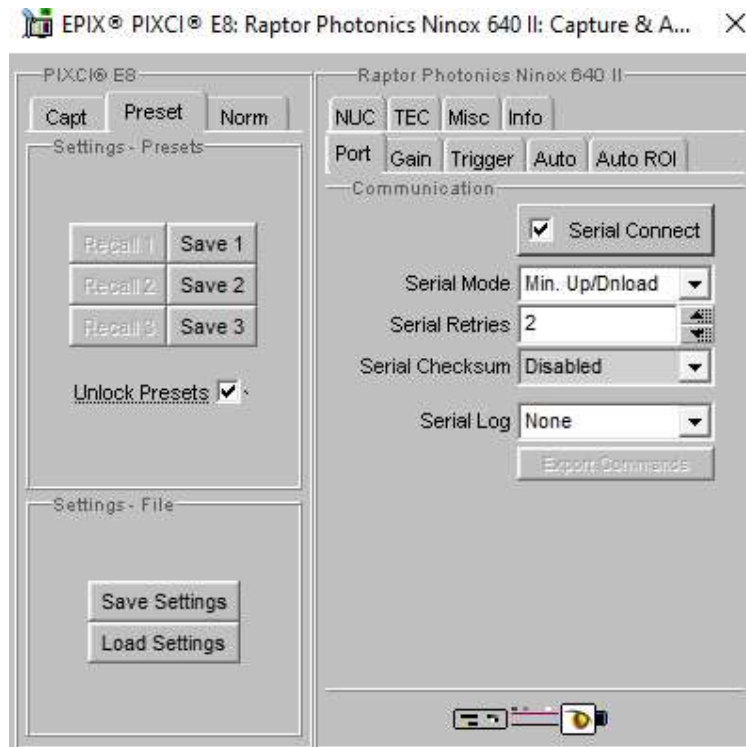 EPIX® PIXCI® E8: Raptor Photonics Ninox 640 II: Capture & A...
PIXCI® E8
Capt Preset Norm
Settings - Presets
Recall 1 Save 1
Recall 2 Save 2
Recall 3 Save 3
Unlock Presets
Settings - File
Save Settings
Load Settings
Raptor Photonics Ninox 640 II
NUC TEC Misc Info
Port Gain Trigger Auto Auto ROI
Communication
Serial Connect
Serial Mode Min. Up/Dnload
Serial Retries 2
Serial Checksum Disabled
Serial Log None
Export Commands